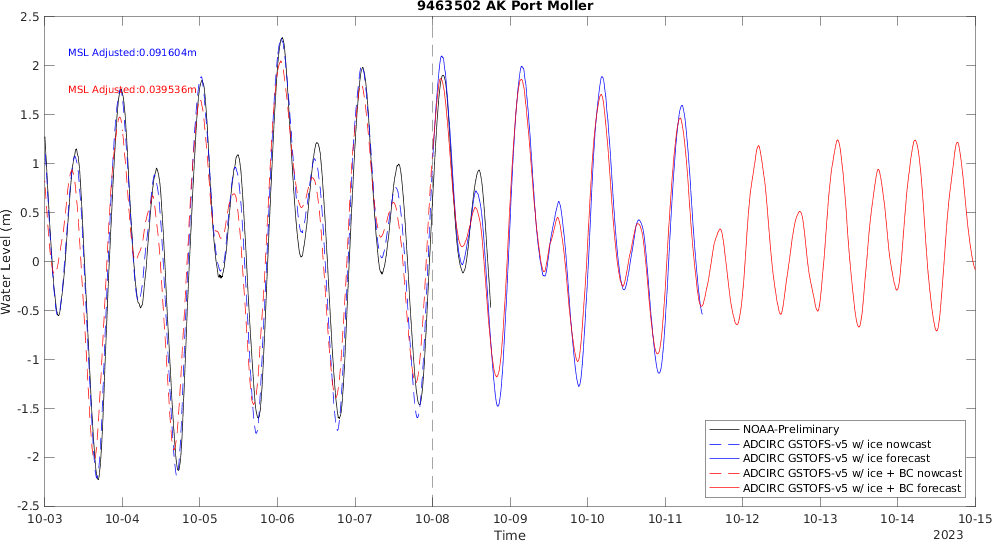 9463502 AK Port Moller
MSL Adjusted:0.091604m
MSL Adjusted:0.039536m
2.5
2
1.5
1
0.5
0
-0.5
-1
-1.5
-2
-2.5
Water Level (m)
NOAA-Preliminary
ADCIRC GSTOFS-v5 w/ ice nowcast
ADCIRC GSTOFS-v5 w/ ice forecast
ADCIRC GSTOFS-v5 w/ ice + BC nowcast
ADCIRC GSTOFS-v5 w/ ice + BC forecast
10-03 10-04 10-05 10-06 10-07 10-08 10-09 10-10 10-11 10-12 10-13 10-14 10-15
Time
2023